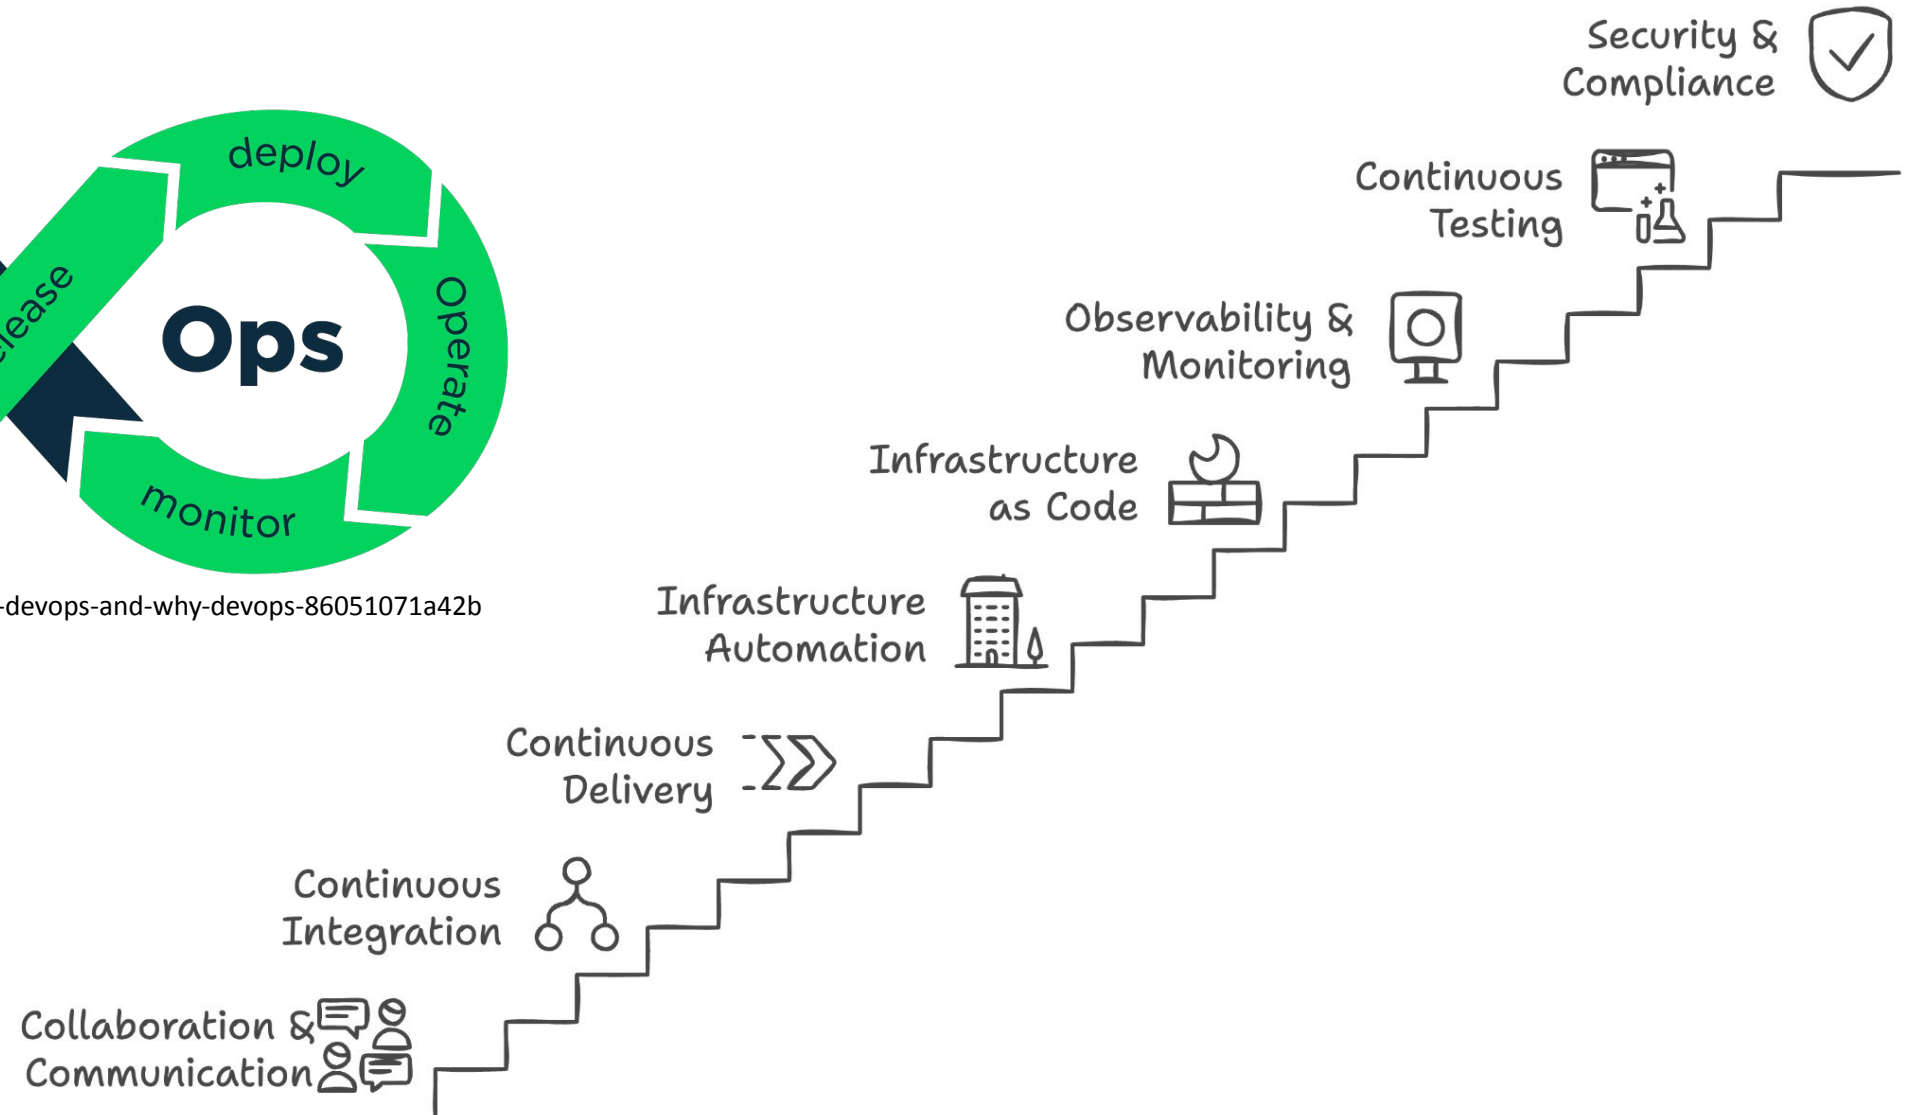 Security &
Compliance
deploy
Continuous
Testing
Operate
Ops
Observability &
Monitoring
monitor
Infrastructure
as Code
-devops-and-why-devops-86051071a42b
Infrastructure
Automation
Continuous
Delivery
Continuous
Integration
Collaboration &
Communication